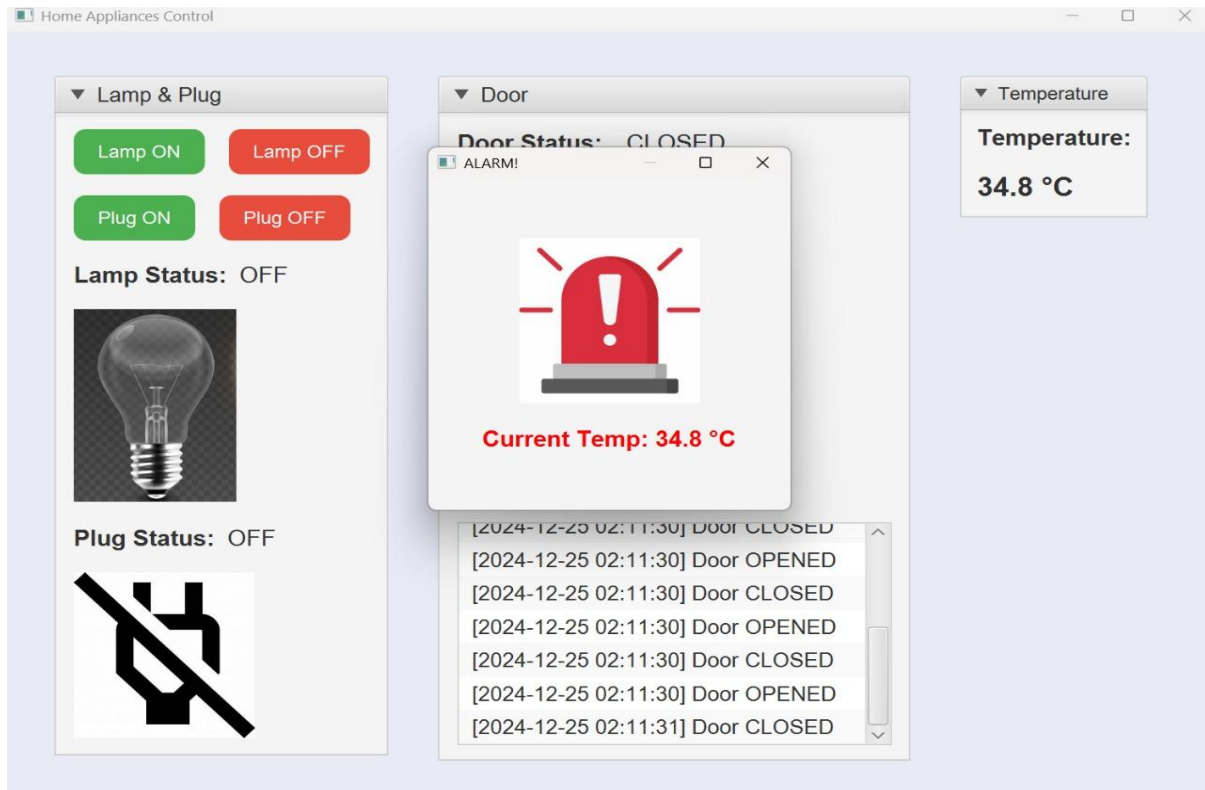 Home Appliances Control
Lamp & Plug
Lamp ON Lamp OFF
Plug ON Plug OFF
Lamp Status: OFF
Plug Status: OFF
Door
Door Status: CLOSED
ALARM!
Current Temp: 34.8 °C
[2024-12-25 02:11:30] Door CLOSED
[2024-12-25 02:11:30] Door OPENED
[2024-12-25 02:11:30] Door CLOSED
[2024-12-25 02:11:30] Door OPENED
[2024-12-25 02:11:30] Door CLOSED
[2024-12-25 02:11:30] Door OPENED
[2024-12-25 02:11:31] Door CLOSED
Temperature
Temperature:
34.8 °C